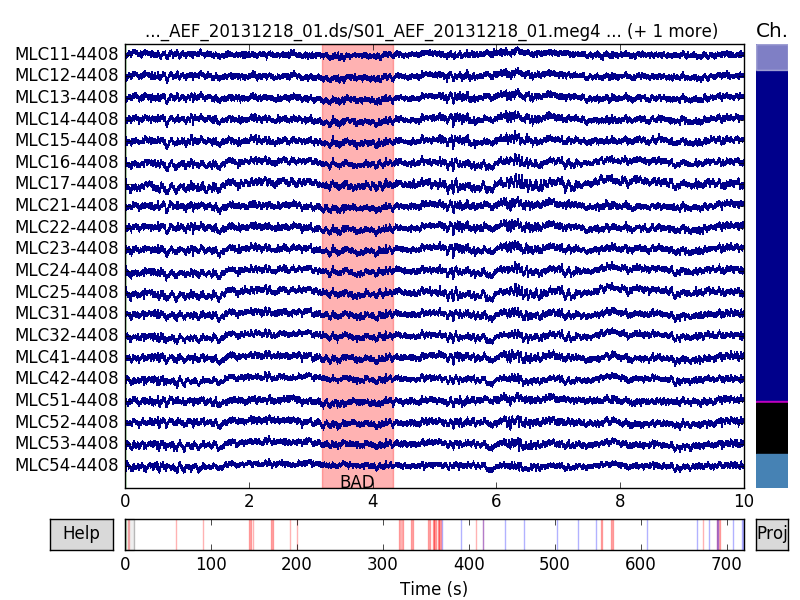 ..._AEF_20131218_01.ds/S01_AEF_20131218_01.meg4 ... (+ 1 more)
Ch.
MLC11-4408
MLC12-4408
MLC13-4408
MLC14-4408
MLC15-4408
MLC16-4408
MLC17-4408
MLC21-4408
MLC22-4408
MLC23-4408
MLC24-4408
MLC25-4408
MLC31-4408
MLC32-4408
MLC41-4408
MLC42-4408
MLC51-4408
MLC52-4408
MLC53-4408
MLC54-4408
BAD
0 2 4 6 8 10
Help
Proj
0 100 200 300 400 500 600 700
Time (s)